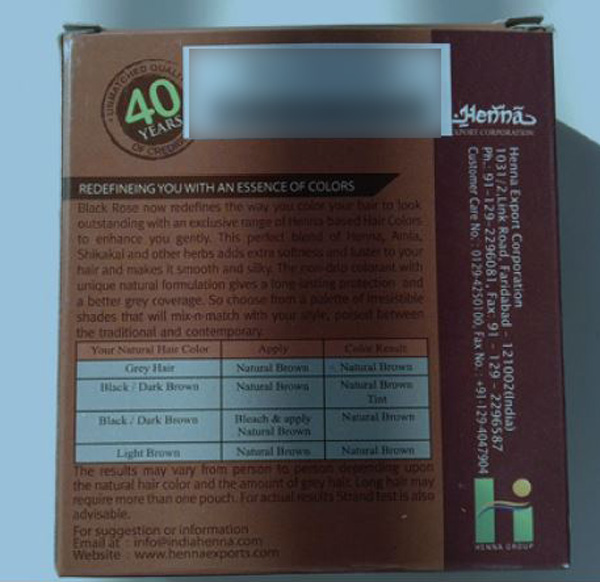 UNMATCHED QUALITY
40
YEARS
OF CREDIBI
Henna
EXPORT CORPORATION
REDEFINEING YOU WITH AN ESSENCE OF COLORS
Black Rose now redefines the way you color your hair to look
outstanding with an exclusive range of Henna-based Hair Colors
to enhance you gently. This perfect blend of Henna, Amla,
Shikakai and other herbs adds extra softness and luster to your
hair and makes it smooth and silky. The non-drip colorant with
unique natural formulation gives a long-lasting protection and
a better grey coverage. So choose from a palette of irresistible
shades that will mix-n-match with your style, poised between
the traditional and contemporary.
Your Natural Hair Color Apply Color Result
Grey Hair Natural Brown Natural Brown
Black / Dark Brown Natural Brown Natural Brown
Tint
Black / Dark Brown Bleach & apply Natural Brown
Natural Brown
Light Brown Natural Brown Natural Brown
The results may vary from person to person depending upon
the natural hair color and the amount of grey hair. Long hair may
require more than one pouch. For actual results Strand test is also
advisable.
For suggestion or information
Email at : info@indiahenna.com
Website : www.hennaexports.com
Henna Export Corporation
1031/2,Link Road, Faridabad - 121002(India)
Ph.: 91-129-2296081, Fax: 91 - 129 - 2296587
Customer Care No.: 0129-4250100, Fax No.: +91-129-4047904
HENNA GROUP